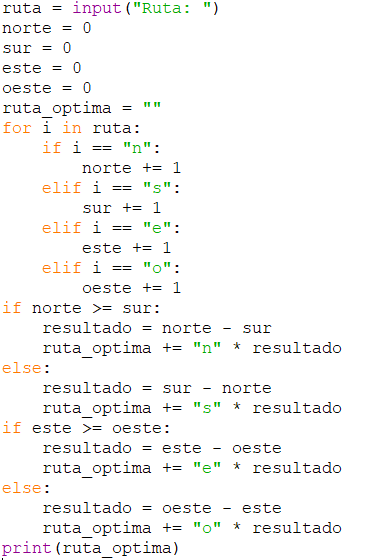 ruta = input("Ruta: ")
norte = 0
sur = 0
este = 0
oeste = 0
ruta_optima = ""
for i in ruta:
    if i == "n":
        norte += 1
    elif i == "s":
        sur += 1
    elif i == "e":
        este += 1
    elif i == "o":
        oeste += 1
if norte >= sur:
    resultado = norte - sur
    ruta_optima += "n" * resultado
else:
    resultado = sur - norte
    ruta_optima += "s" * resultado
if este >= oeste:
    resultado = este - oeste
    ruta_optima += "e" * resultado
else:
    resultado = oeste - este
    ruta_optima += "o" * resultado
print(ruta_optima)